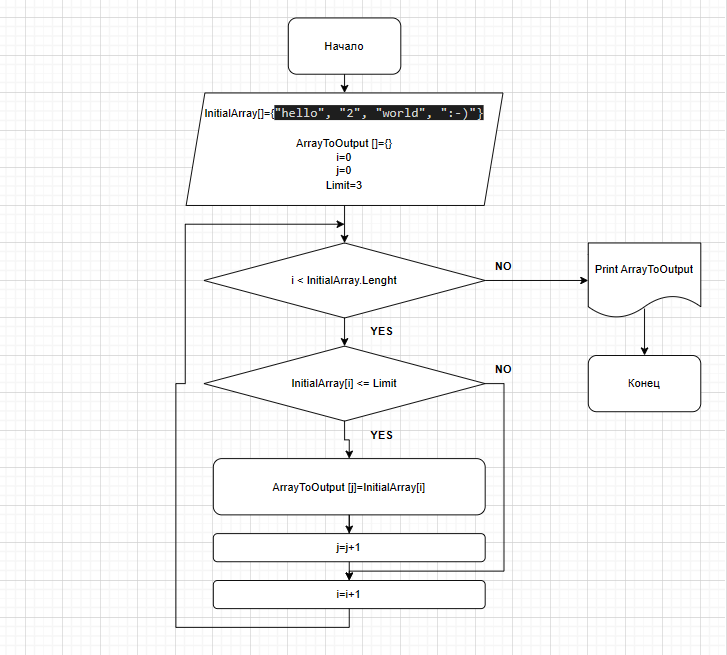 Начало
InitialArray[]={"hello", "2", "world", ":-)"}
ArrayToOutput []={}
i=0
j=0
Limit=3
i < InitialArray.Lenght
NO
Print ArrayToOutput
YES
InitialArray[i] <= Limit
NO
Конец
YES
ArrayToOutput [j]=InitialArray[i]
j=j+1
i=i+1